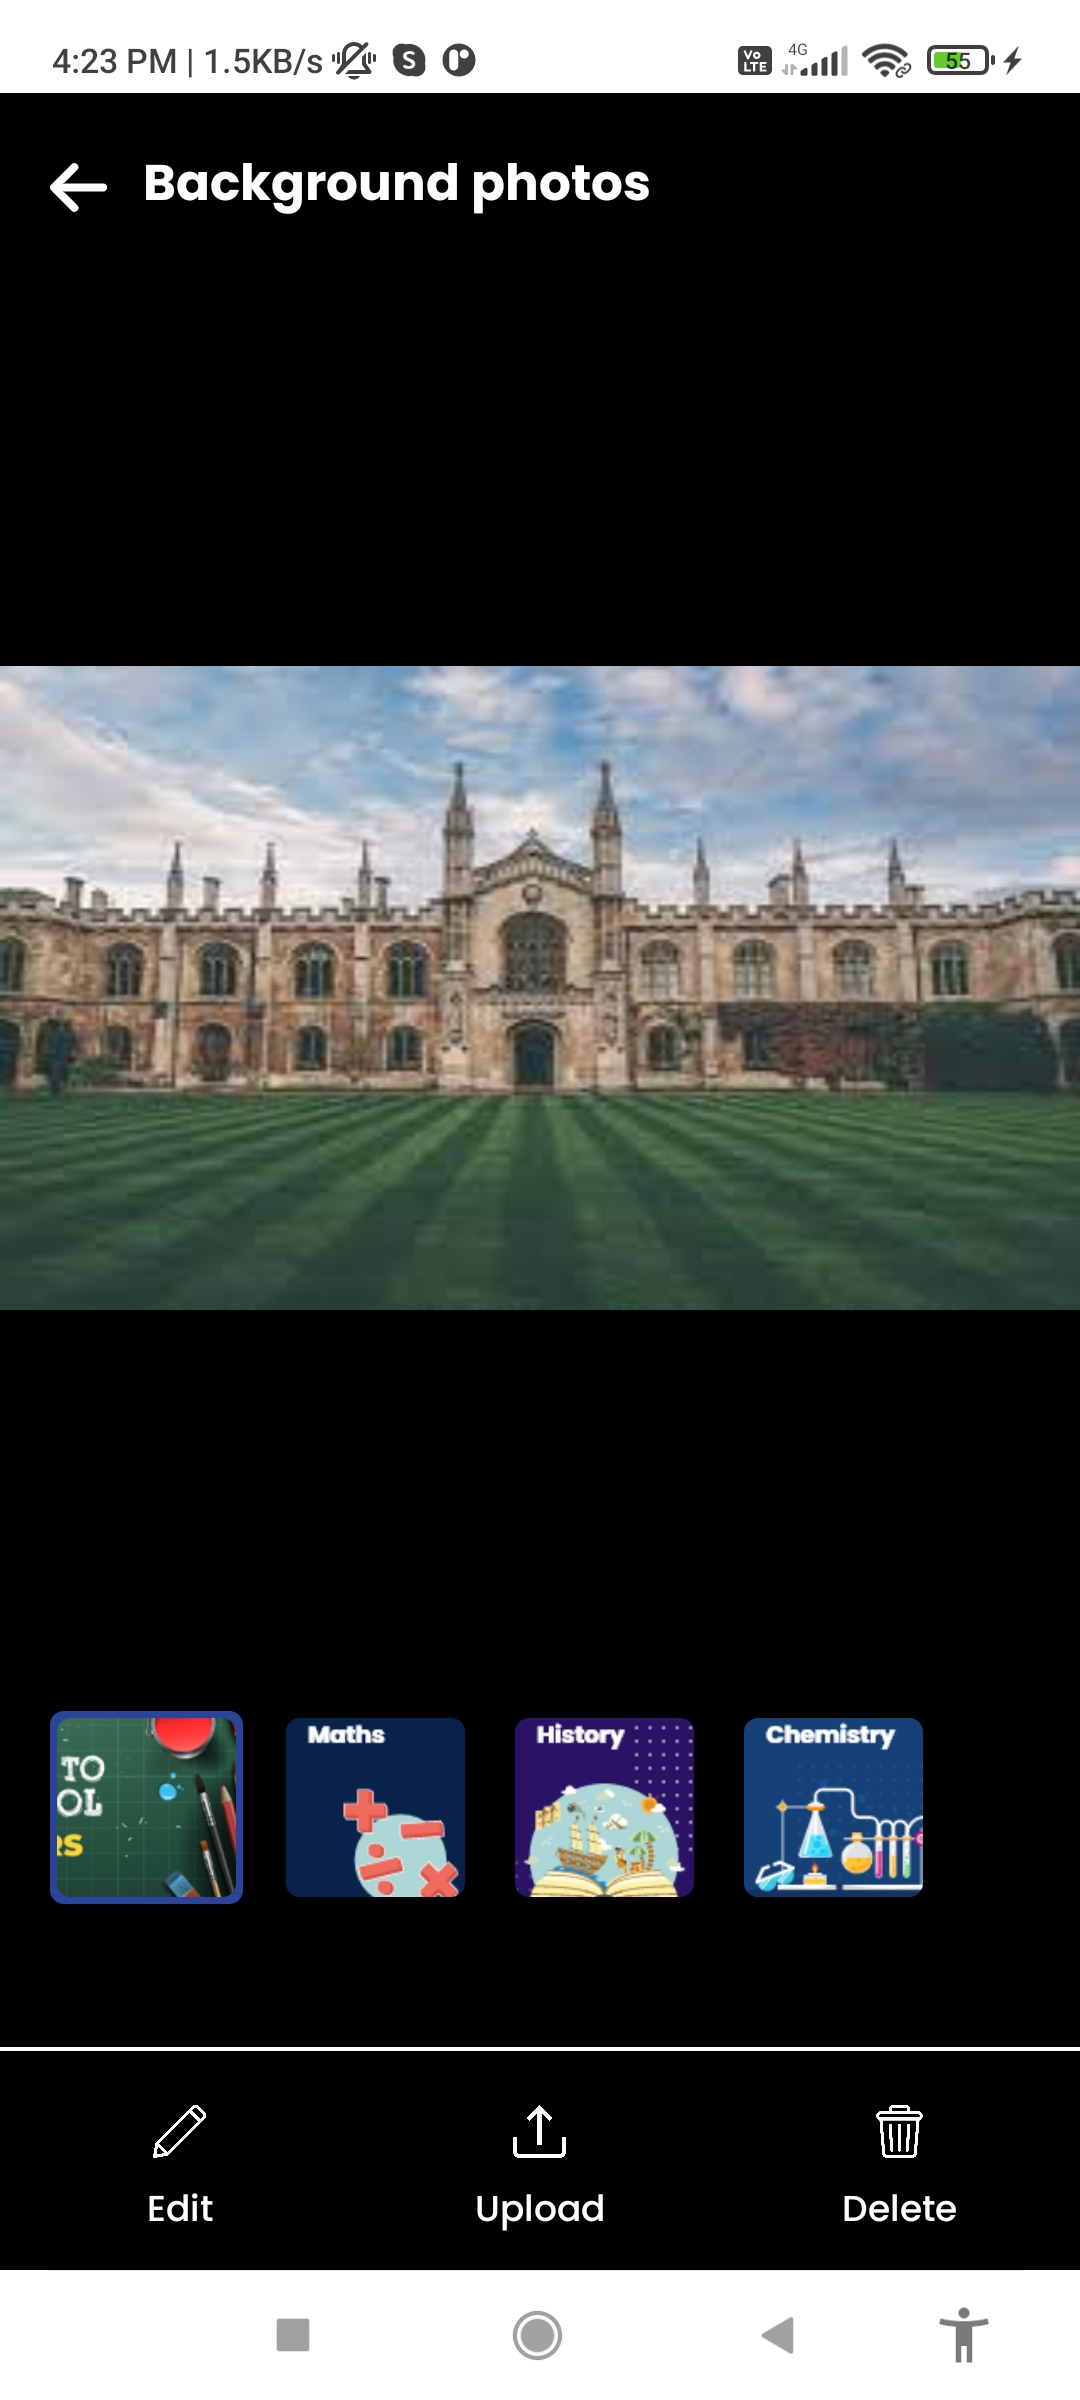 4:23 PM | 1.5KB/s
Vo
LTE
4G
55
Background photos
TO
OL
RS
Maths
History
Chemistry
Edit
Upload
Delete